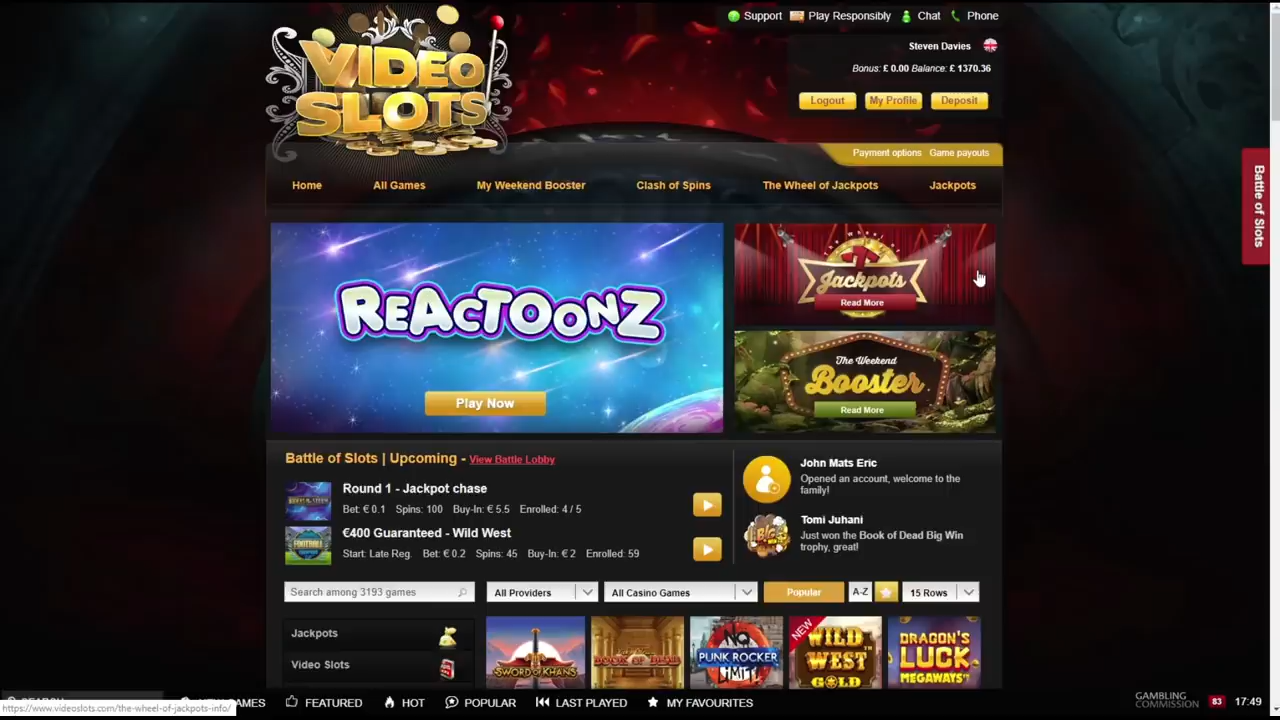 Support Play Responsibly Chat Phone
VIDEO
SLOTS
Steven Davies
Bonus: £ 0.00 Balance: £ 1370.36
Logout My Profile Deposit
Payment options Game payouts
Home All Games My Weekend Booster Clash of Spins The Wheel of Jackpots Jackpots
Battle of Slots
REACTOONZ
Play Now
The Wheel of
Jackpots
Read More
The Weekend
Booster
Read More
Battle of Slots | Upcoming - View Battle Lobby
Round 1 - Jackpot chase
Bet: € 0.1 Spins: 100 Buy-In: € 5.5 Enrolled: 4 / 5
€400 Guaranteed - Wild West
Start: Late Reg. Bet: € 0.2 Spins: 45 Buy-In: € 2 Enrolled: 59
John Mats Eric
Opened an account, welcome to the
family!
Tomi Juhani
Just won the Book of Dead Big Win
trophy, great!
BIG
Search among 3193 games All Providers All Casino Games Popular A-Z 15 Rows
Jackpots
Video Slots
SWORD OF KHANS
BOOK OF DEAD
PUNK ROCKER
NEW
WILD
WEST
GOLD
DRAGON'S
LUCK
MEGAWAYS
GAMES FEATURED HOT POPULAR LAST PLAYED MY FAVOURITES
GAMBLING
COMMISSION
83 17:49
https://www.videoslots.com/the-wheel-of-jackpots-info/